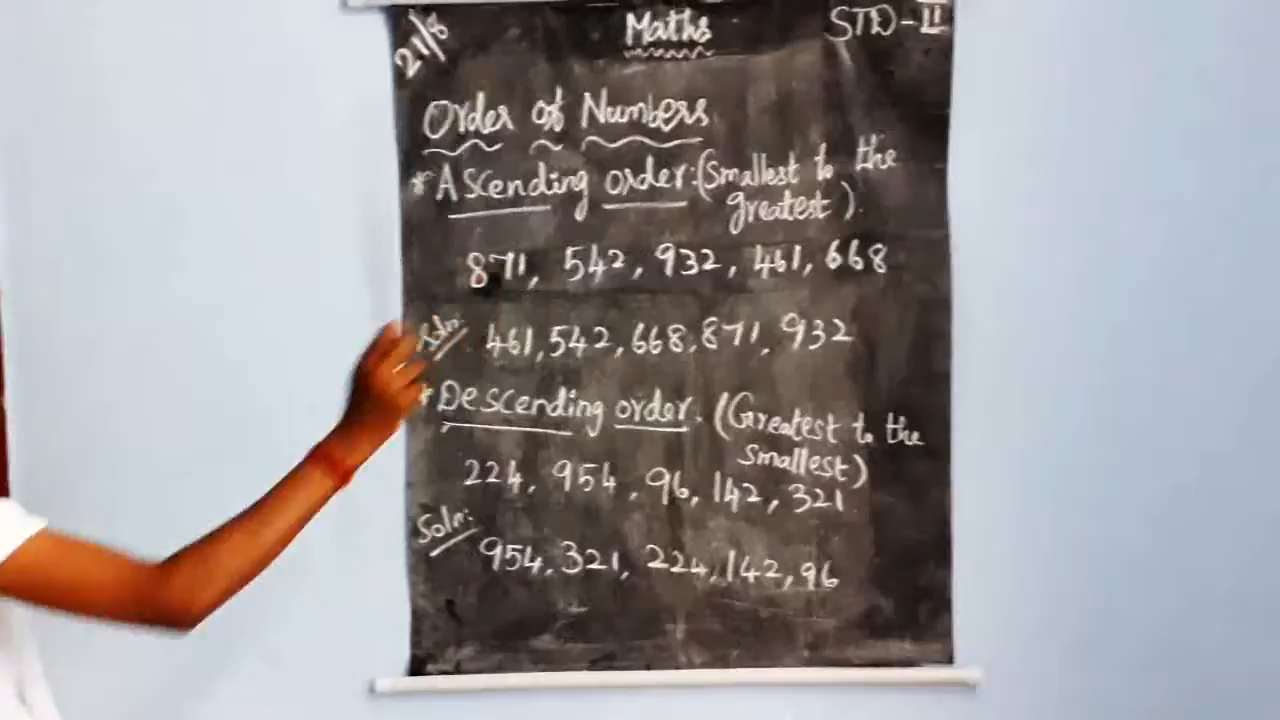 21/8
Maths
STD-II
Order of Numbers
* Ascending order:(Smallest to the
greatest).
871, 542, 932, 461, 668
Soln: 461, 542, 668, 871, 932
* Descending order. (Greatest to the
smallest)
224, 954, 96, 142, 321
Soln:
954, 321, 224, 142, 96